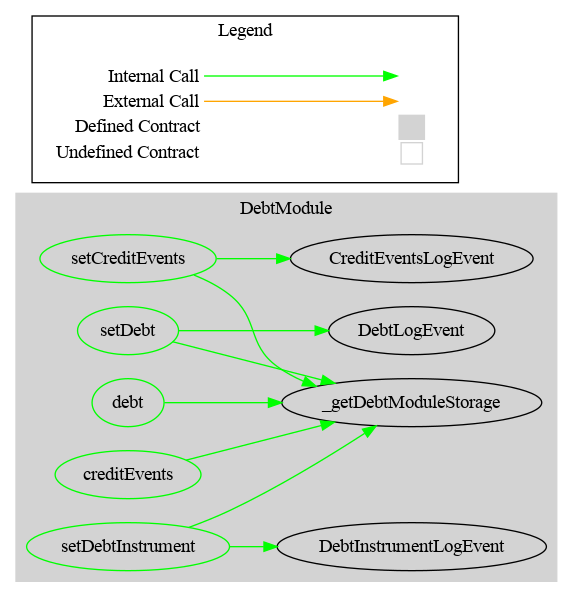 Legend
Internal Call
External Call
Defined Contract
Undefined Contract
DebtModule
setCreditEvents
CreditEventsLogEvent
setDebt
DebtLogEvent
debt
_getDebtModuleStorage
creditEvents
setDebtInstrument
DebtInstrumentLogEvent